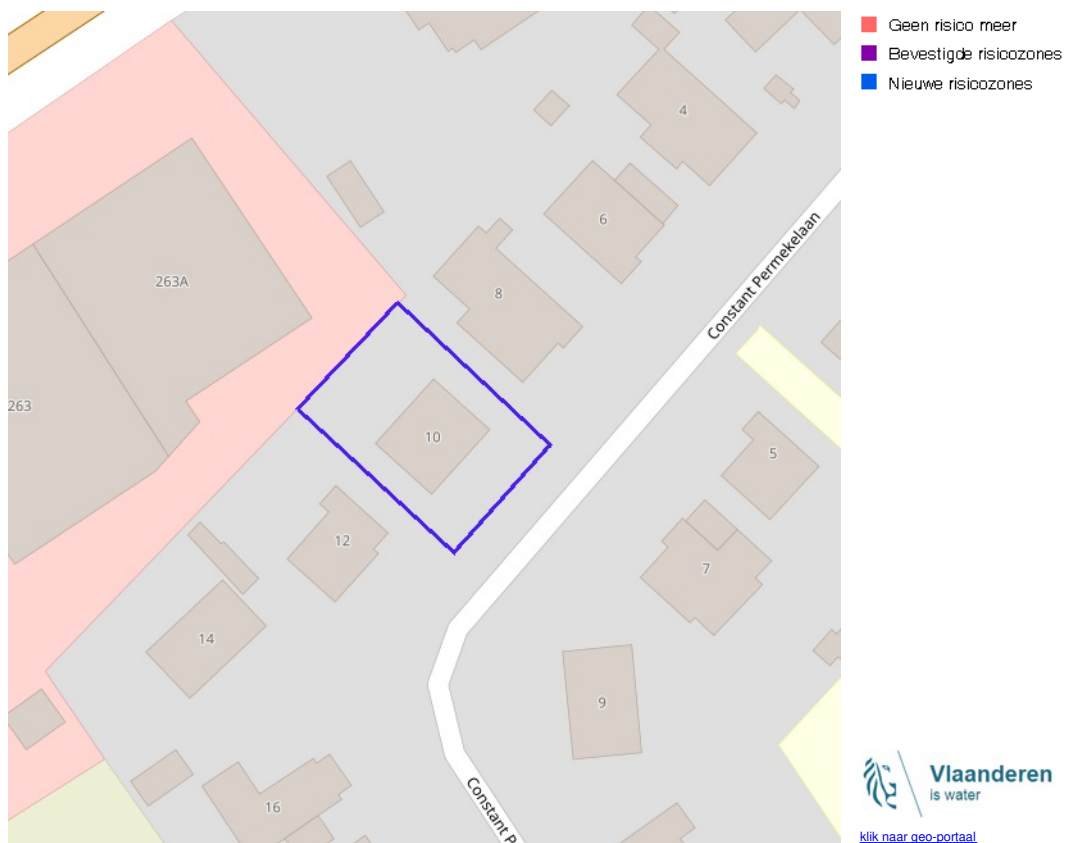 Geen risico meer
Bevestigde risicozones
Nieuwe risicozones
4
6
263A
8
Constant Permekelaan
263
10
5
12
7
14
9
16
Constant P
Vlaanderen
is water
klik naar geo-portaal